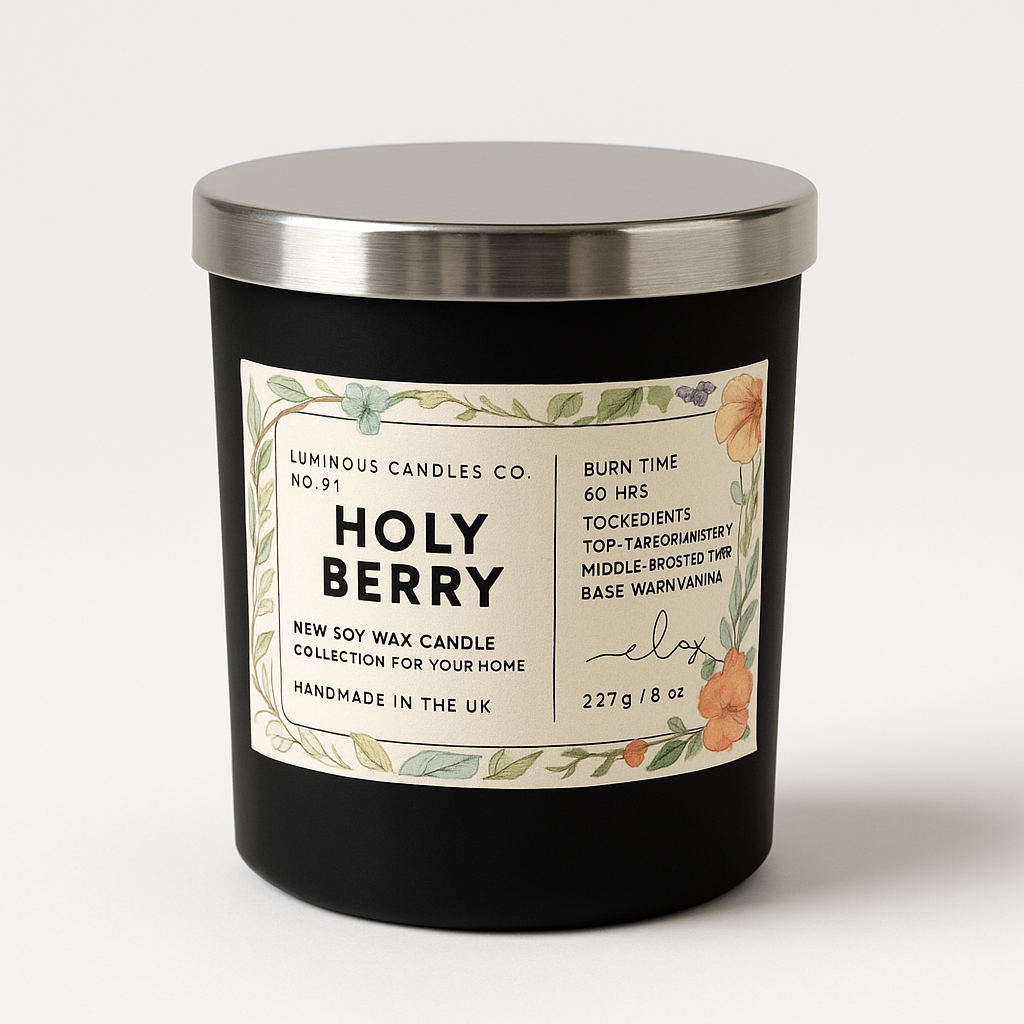 LUMINOUS CANDLES CO.
NO.91
HOLY
BERRY
NEW SOY WAX CANDLE
COLLECTION FOR YOUR HOME
HANDMADE IN THE UK
BURN TIME
60 HRS
TOCKEDIENTS
TOP-TAREORIANISTERY
MIDDLE-BROSTED
BASE WARNVANINA
227g / 8 oz